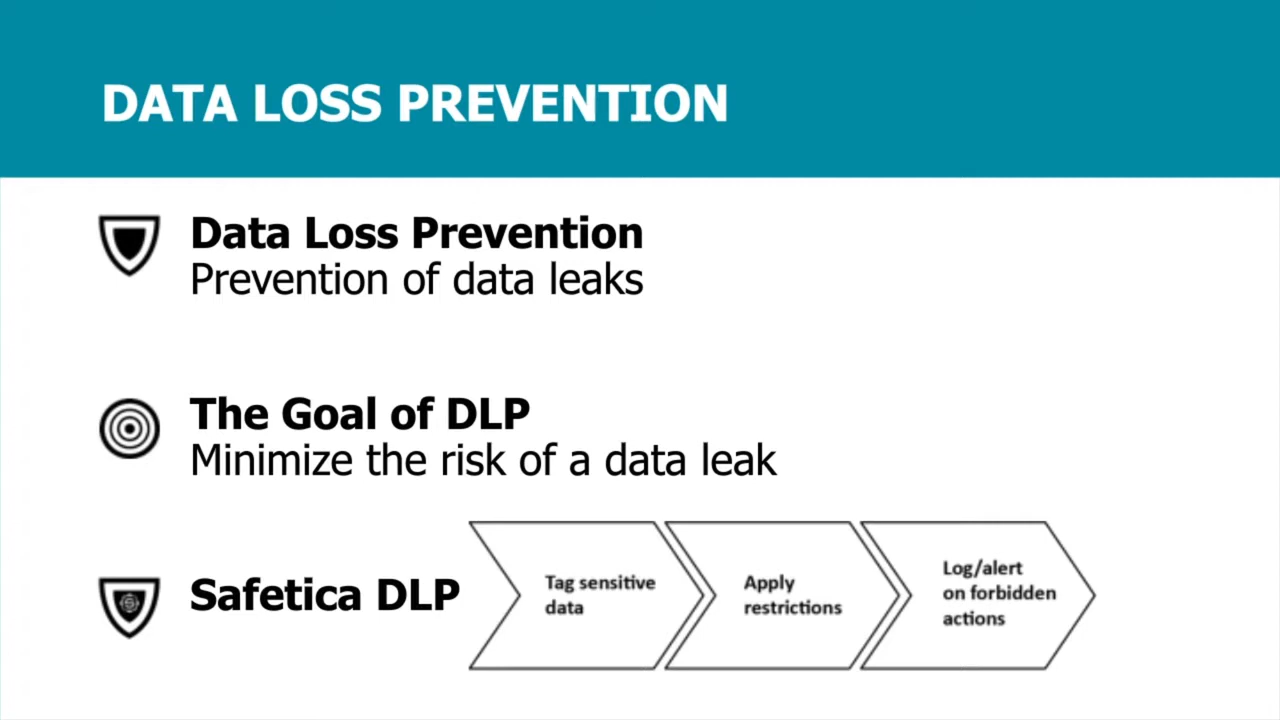 DATA LOSS PREVENTION
Data Loss Prevention
Prevention of data leaks
The Goal of DLP
Minimize the risk of a data leak
Safetica DLP
Tag sensitive
data
Apply
restrictions
Log/alert
on forbidden
actions